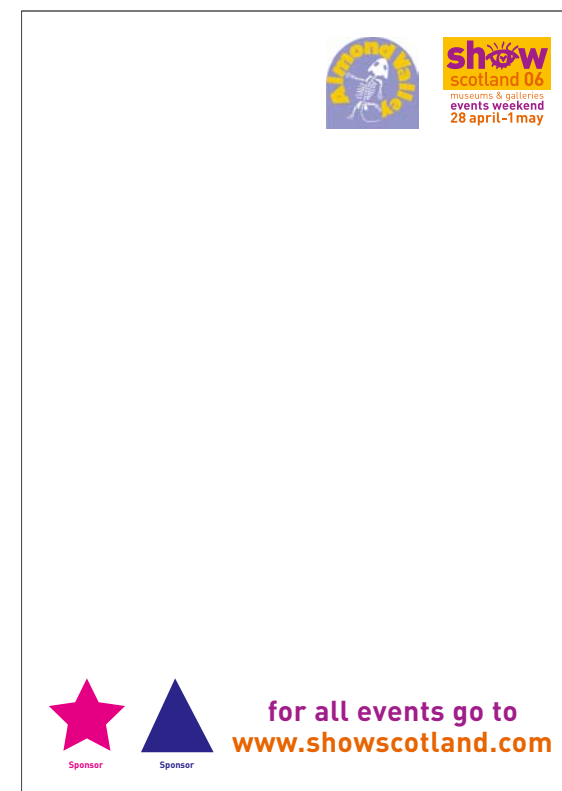 Almond Valley
show
scotland 06
museums & galleries
events weekend
28 april-1 may
for all events go to
www.showscotland.com
Sponsor
Sponsor